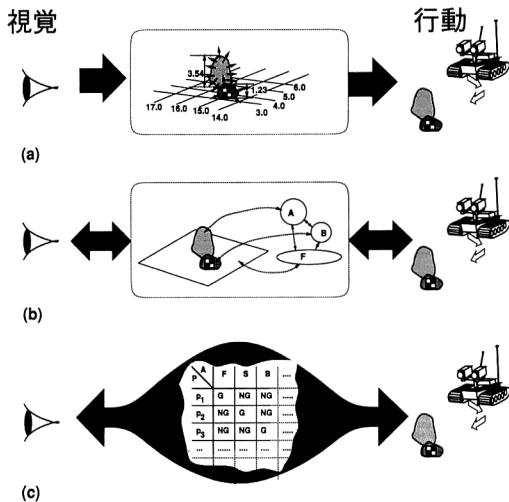 視覚
行動
3.54
1.23
17.0
16.0
15.0
14.0
6.0
5.0
4.0
3.0
(a)
A
B
F
(b)
A F S B ....
P
P1 G NG NG .....
P2 NG G NG .....
P3 NG NG G .....
... ...... ..... .... ....
(c)